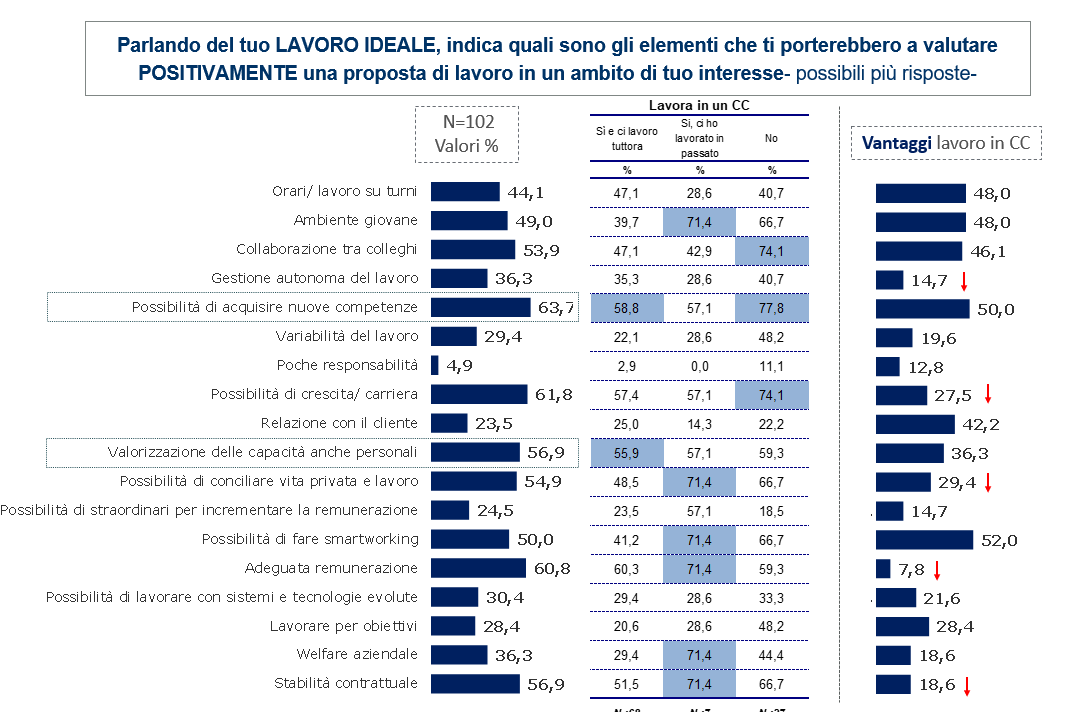 Parlando del tuo LAVORO IDEALE, indica quali sono gli elementi che ti porterebbero a valutare
POSITIVAMENTE una proposta di lavoro in un ambito di tuo interesse- possibili più risposte-
N=102
Valori %
Lavora in un CC
Sì e ci lavoro tuttora
Si, ci ho lavorato in passato
No
% % %
Vantaggi lavoro in CC
Orari/ lavoro su turni 44,1 47,1 28,6 40,7 48,0
Ambiente giovane 49,0 39,7 71,4 66,7 48,0
Collaborazione tra colleghi 53,9 47,1 42,9 74,1 46,1
Gestione autonoma del lavoro 36,3 35,3 28,6 40,7 14,7
Possibilità di acquisire nuove competenze 63,7 58,8 57,1 77,8 50,0
Variabilità del lavoro 29,4 22,1 28,6 48,2 19,6
Poche responsabilità 4,9 2,9 0,0 11,1 12,8
Possibilità di crescita/ carriera 61,8 57,4 57,1 74,1 27,5
Relazione con il cliente 23,5 25,0 14,3 22,2 42,2
Valorizzazione delle capacità anche personali 56,9 55,9 57,1 59,3 36,3
Possibilità di conciliare vita privata e lavoro 54,9 48,5 71,4 66,7 29,4
Possibilità di straordinari per incrementare la remunerazione 24,5 23,5 57,1 18,5 14,7
Possibilità di fare smartworking 50,0 41,2 71,4 66,7 52,0
Adeguata remunerazione 60,8 60,3 71,4 59,3 7,8
Possibilità di lavorare con sistemi e tecnologie evolute 30,4 29,4 28,6 33,3 21,6
Lavorare per obiettivi 28,4 20,6 28,6 48,2 28,4
Welfare aziendale 36,3 29,4 71,4 44,4 18,6
Stabilità contrattuale 56,9 51,5 71,4 66,7 18,6